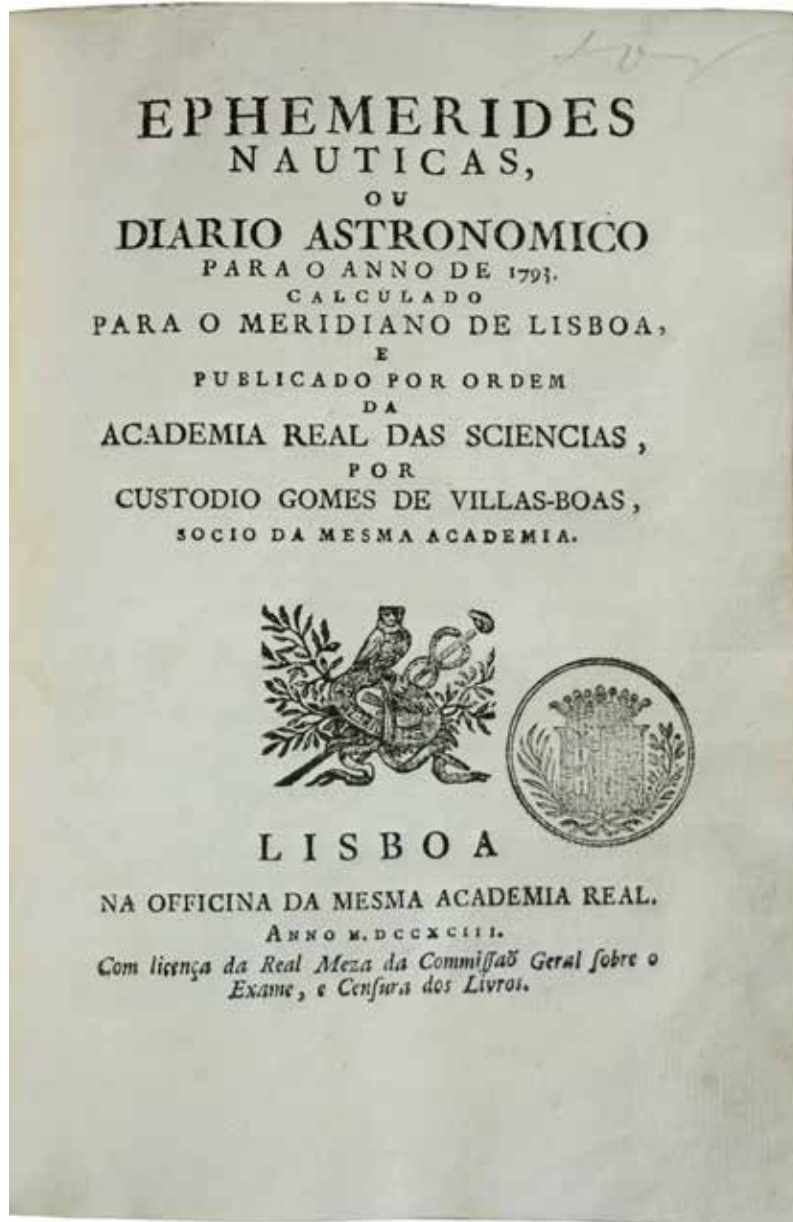 EPHEMERIDES
NAUTICAS,
OU
DIARIO ASTRONOMICO
PARA O ANNO DE 1793.
CALCULADO
PARA O MERIDIANO DE LISBOA,
E
PUBLICADO POR ORDEM
DA
ACADEMIA REAL DAS SCIENCIAS,
POR
CUSTODIO GOMES DE VILLAS-BOAS,
SOCIO DA MESMA ACADEMIA.
LISBOA
NA OFFICINA DA MESMA ACADEMIA REAL.
ANNO M.DCCXCIII.
Com licença da Real Meza da Commiſſaõ Geral ſobre o
Exame, e Cenſura dos Livros.